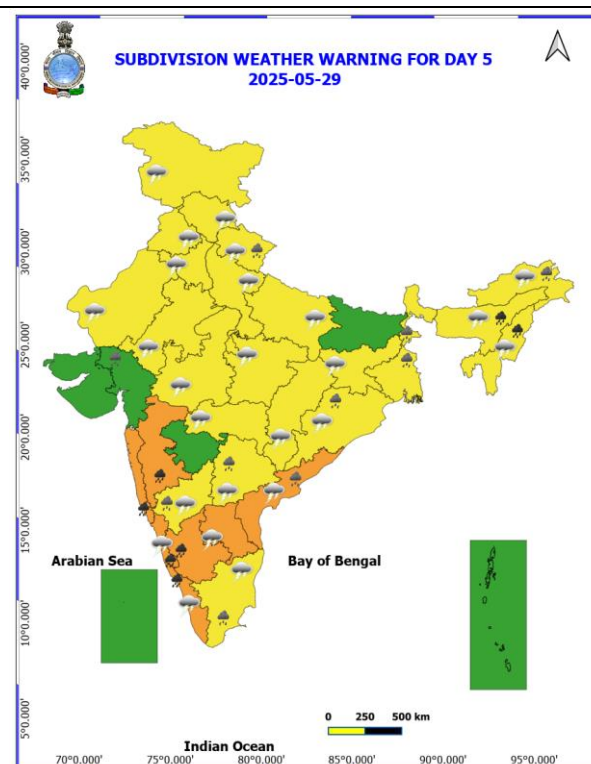 SUBDIVISION WEATHER WARNING FOR DAY 5
2025-05-29
40°0.000'
35°0.000'
30°0.000'
25°0.000'
20°0.000'
15°0.000'
10°0.000'
5°0.000'
Arabian Sea
Bay of Bengal
0 250 500 km
Indian Ocean
70°0.000' 75°0.000' 80°0.000' 85°0.000' 90°0.000' 95°0.000'